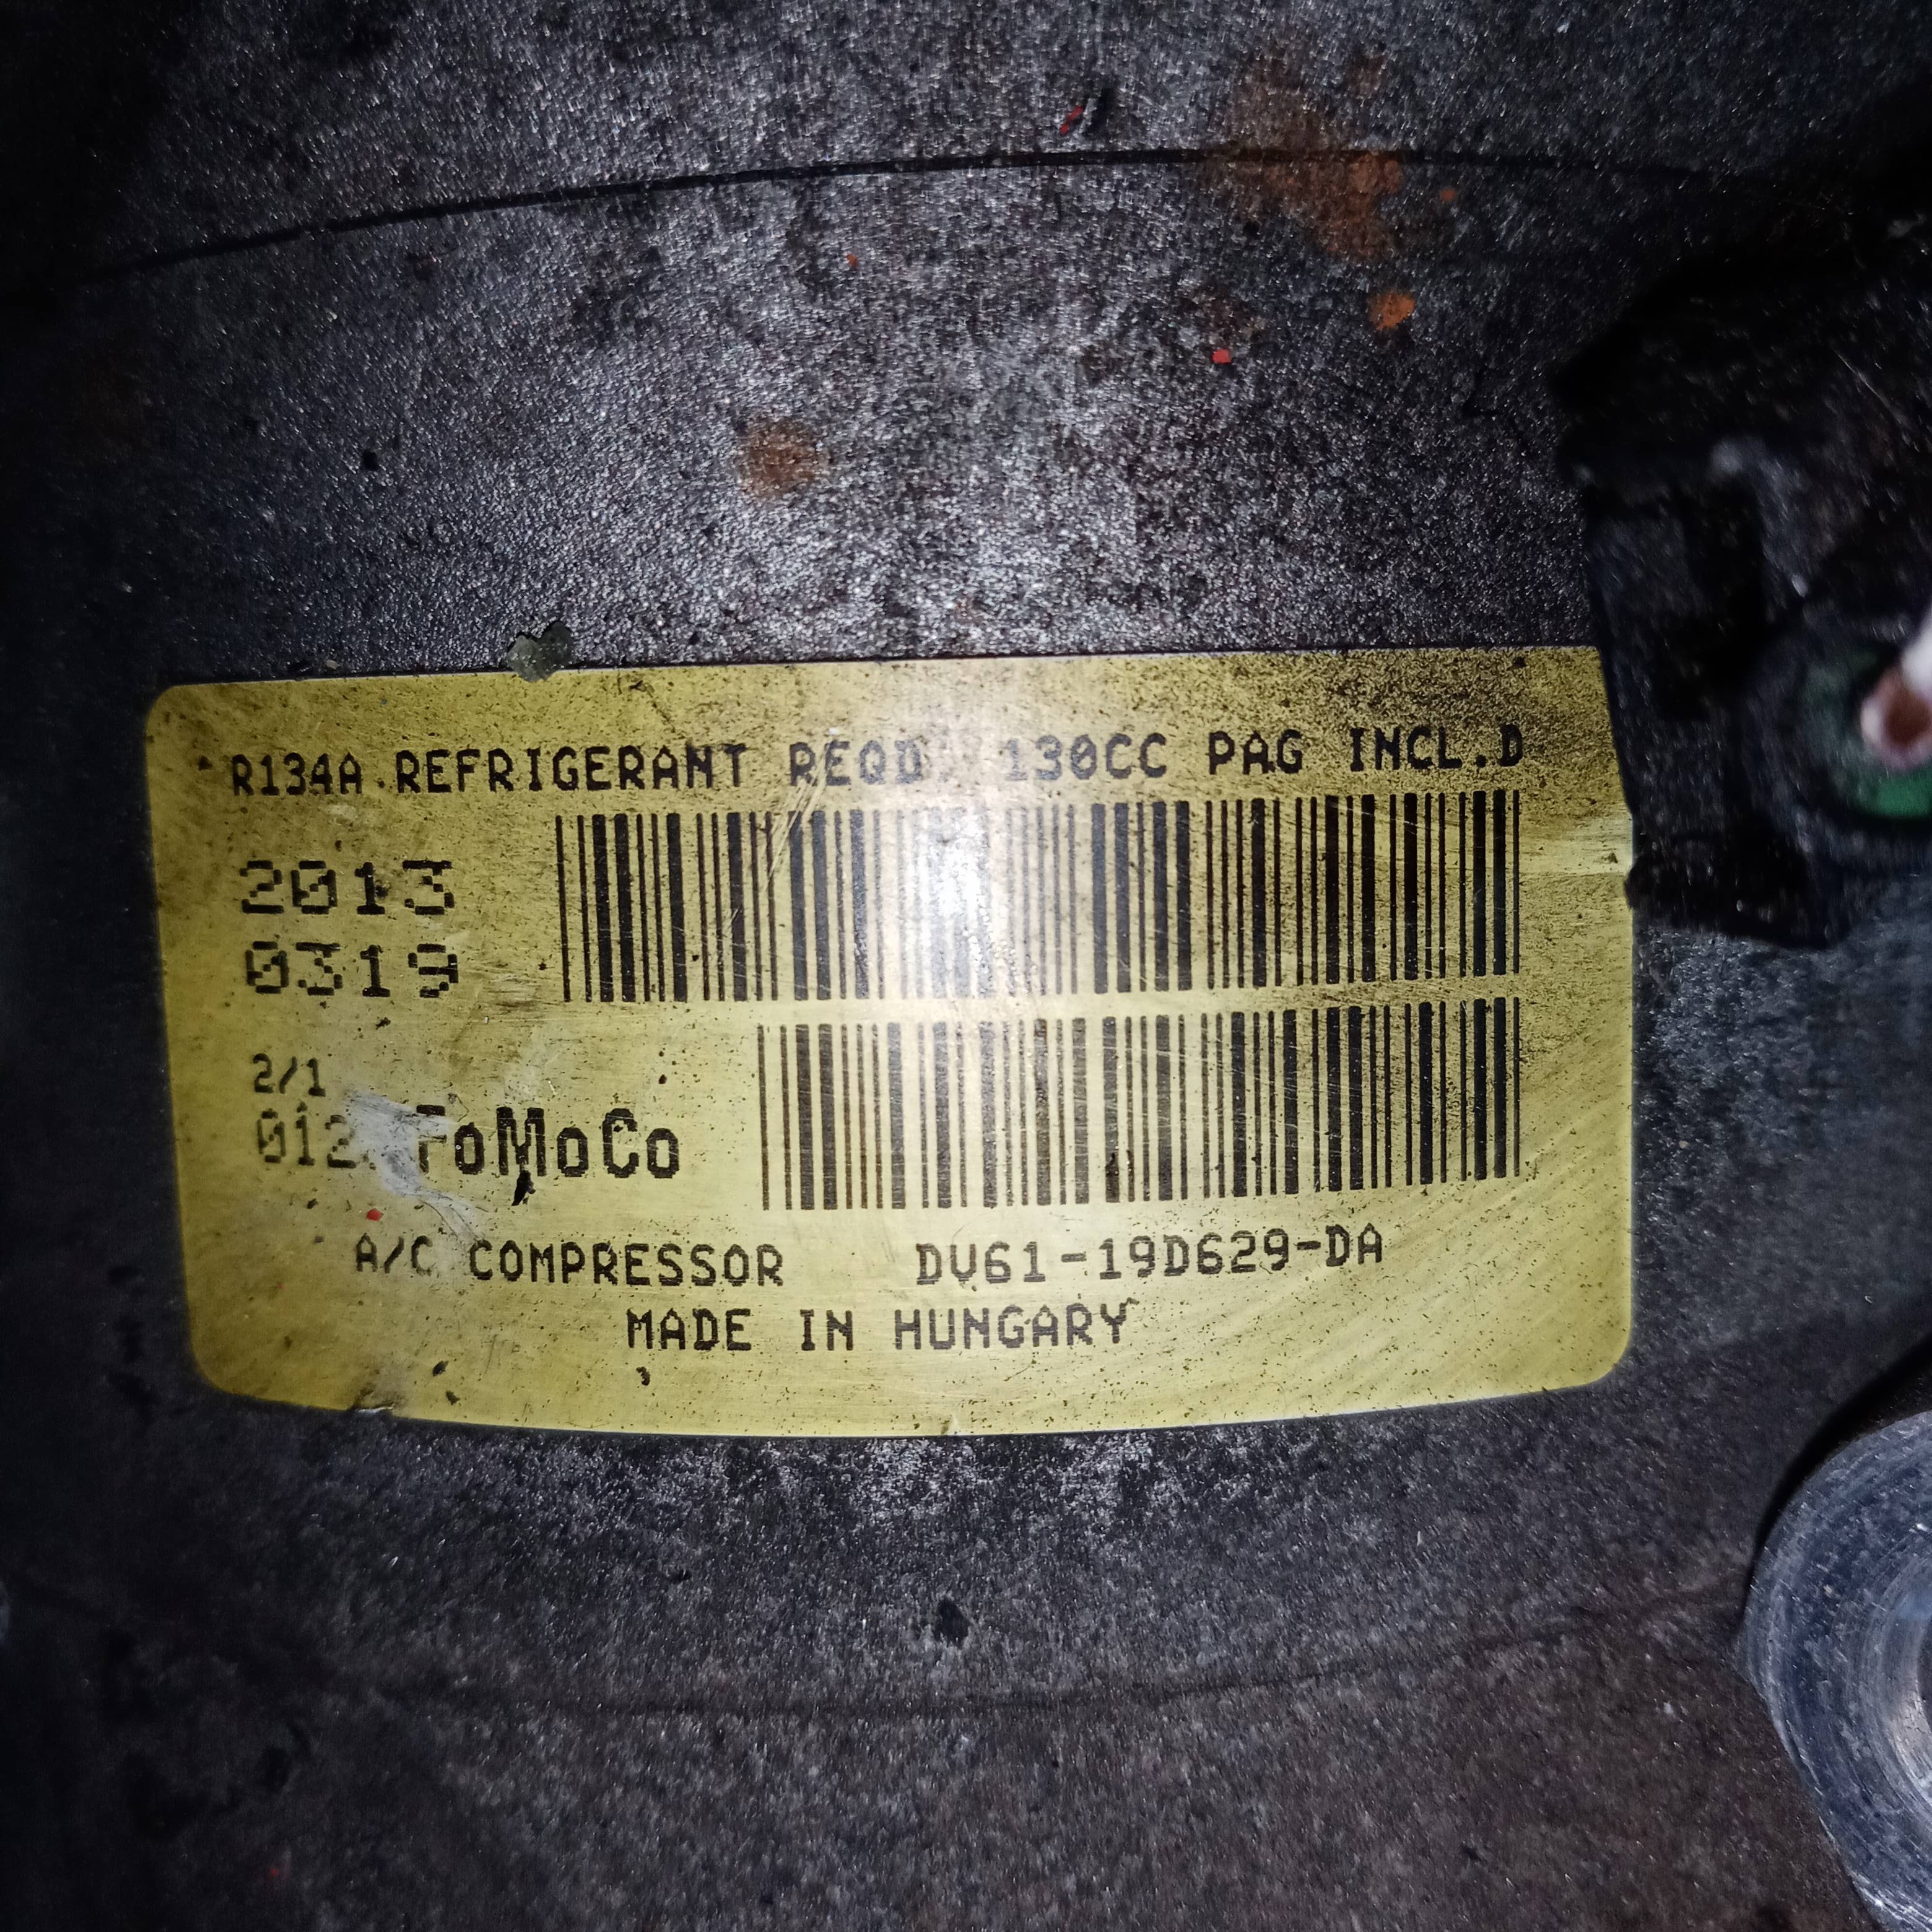 R134A REFRIGERANT REQD. 130CC PAG INCL.D
2013
0319
2/1
FoMoCo
A/C COMPRESSOR DV61-19D629-DA
MADE IN HUNGARY